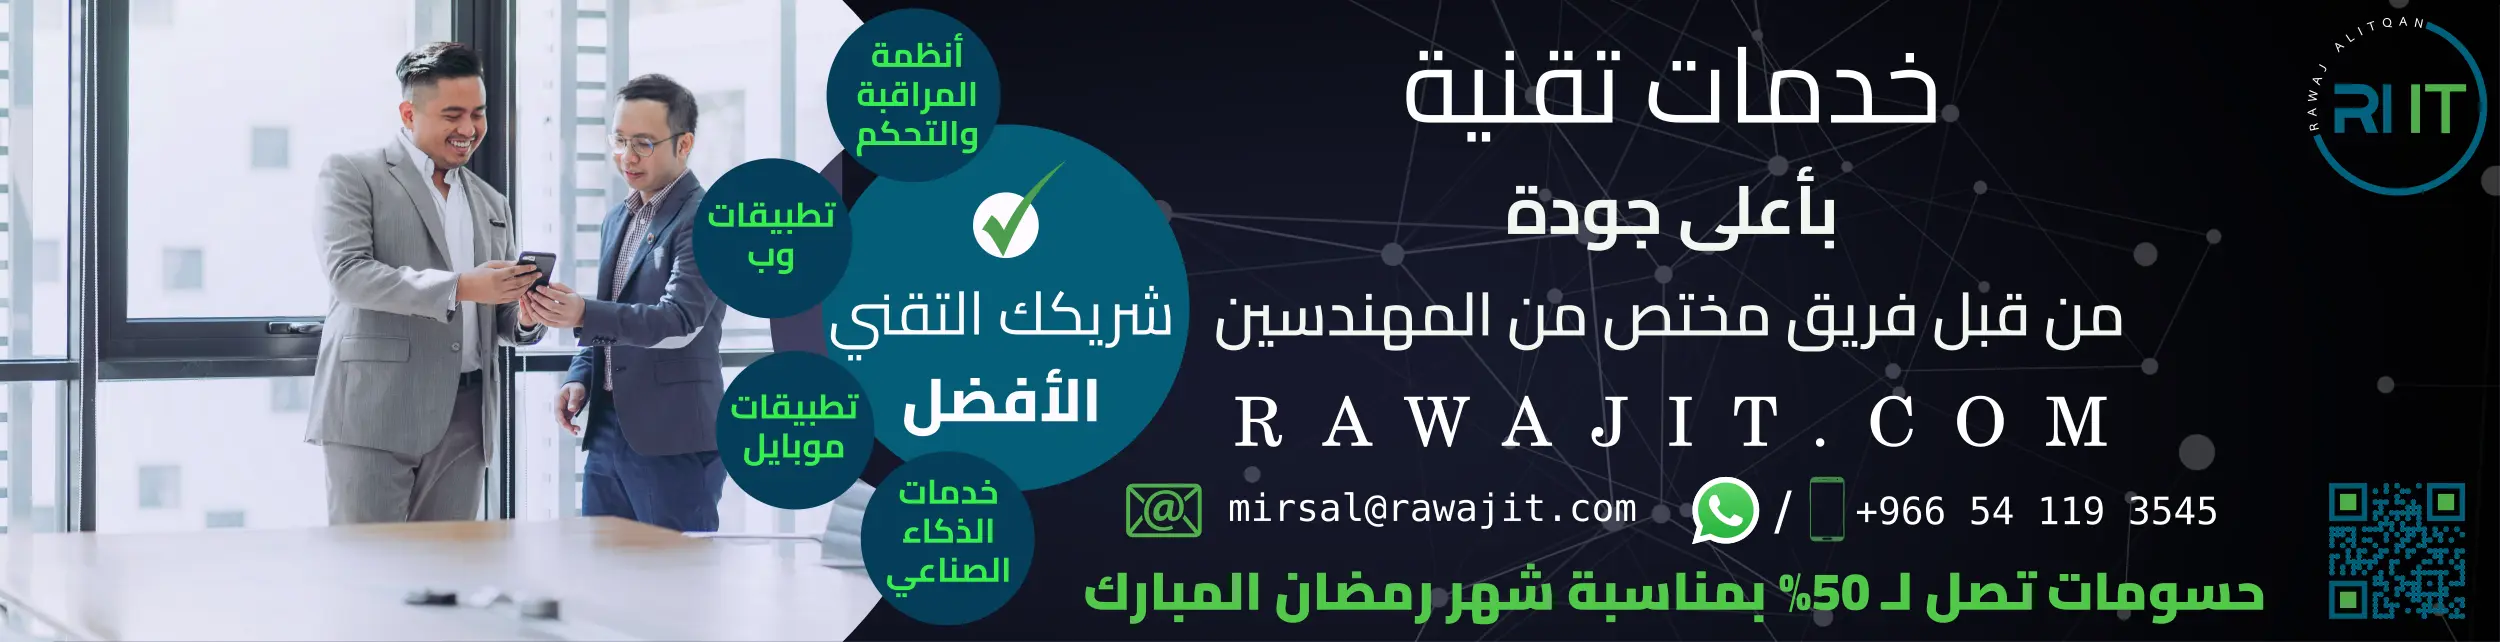 خدمات تقنية
بأعلى جودة
من قبل فريق مختص من المهندسين
RAWAJIT.COM
mirsal@rawajit.com
/ +966 54 119 3545
حسومات تصل لـ 50% بمناسبة شهر رمضان المبارك
شريكك التقني
الأفضل
أنظمة
المراقبة
والتحكم
تطبيقات
وب
تطبيقات
موبايل
خدمات
الذكاء
الصناعي
RAWAJ ALITQAN
RI IT